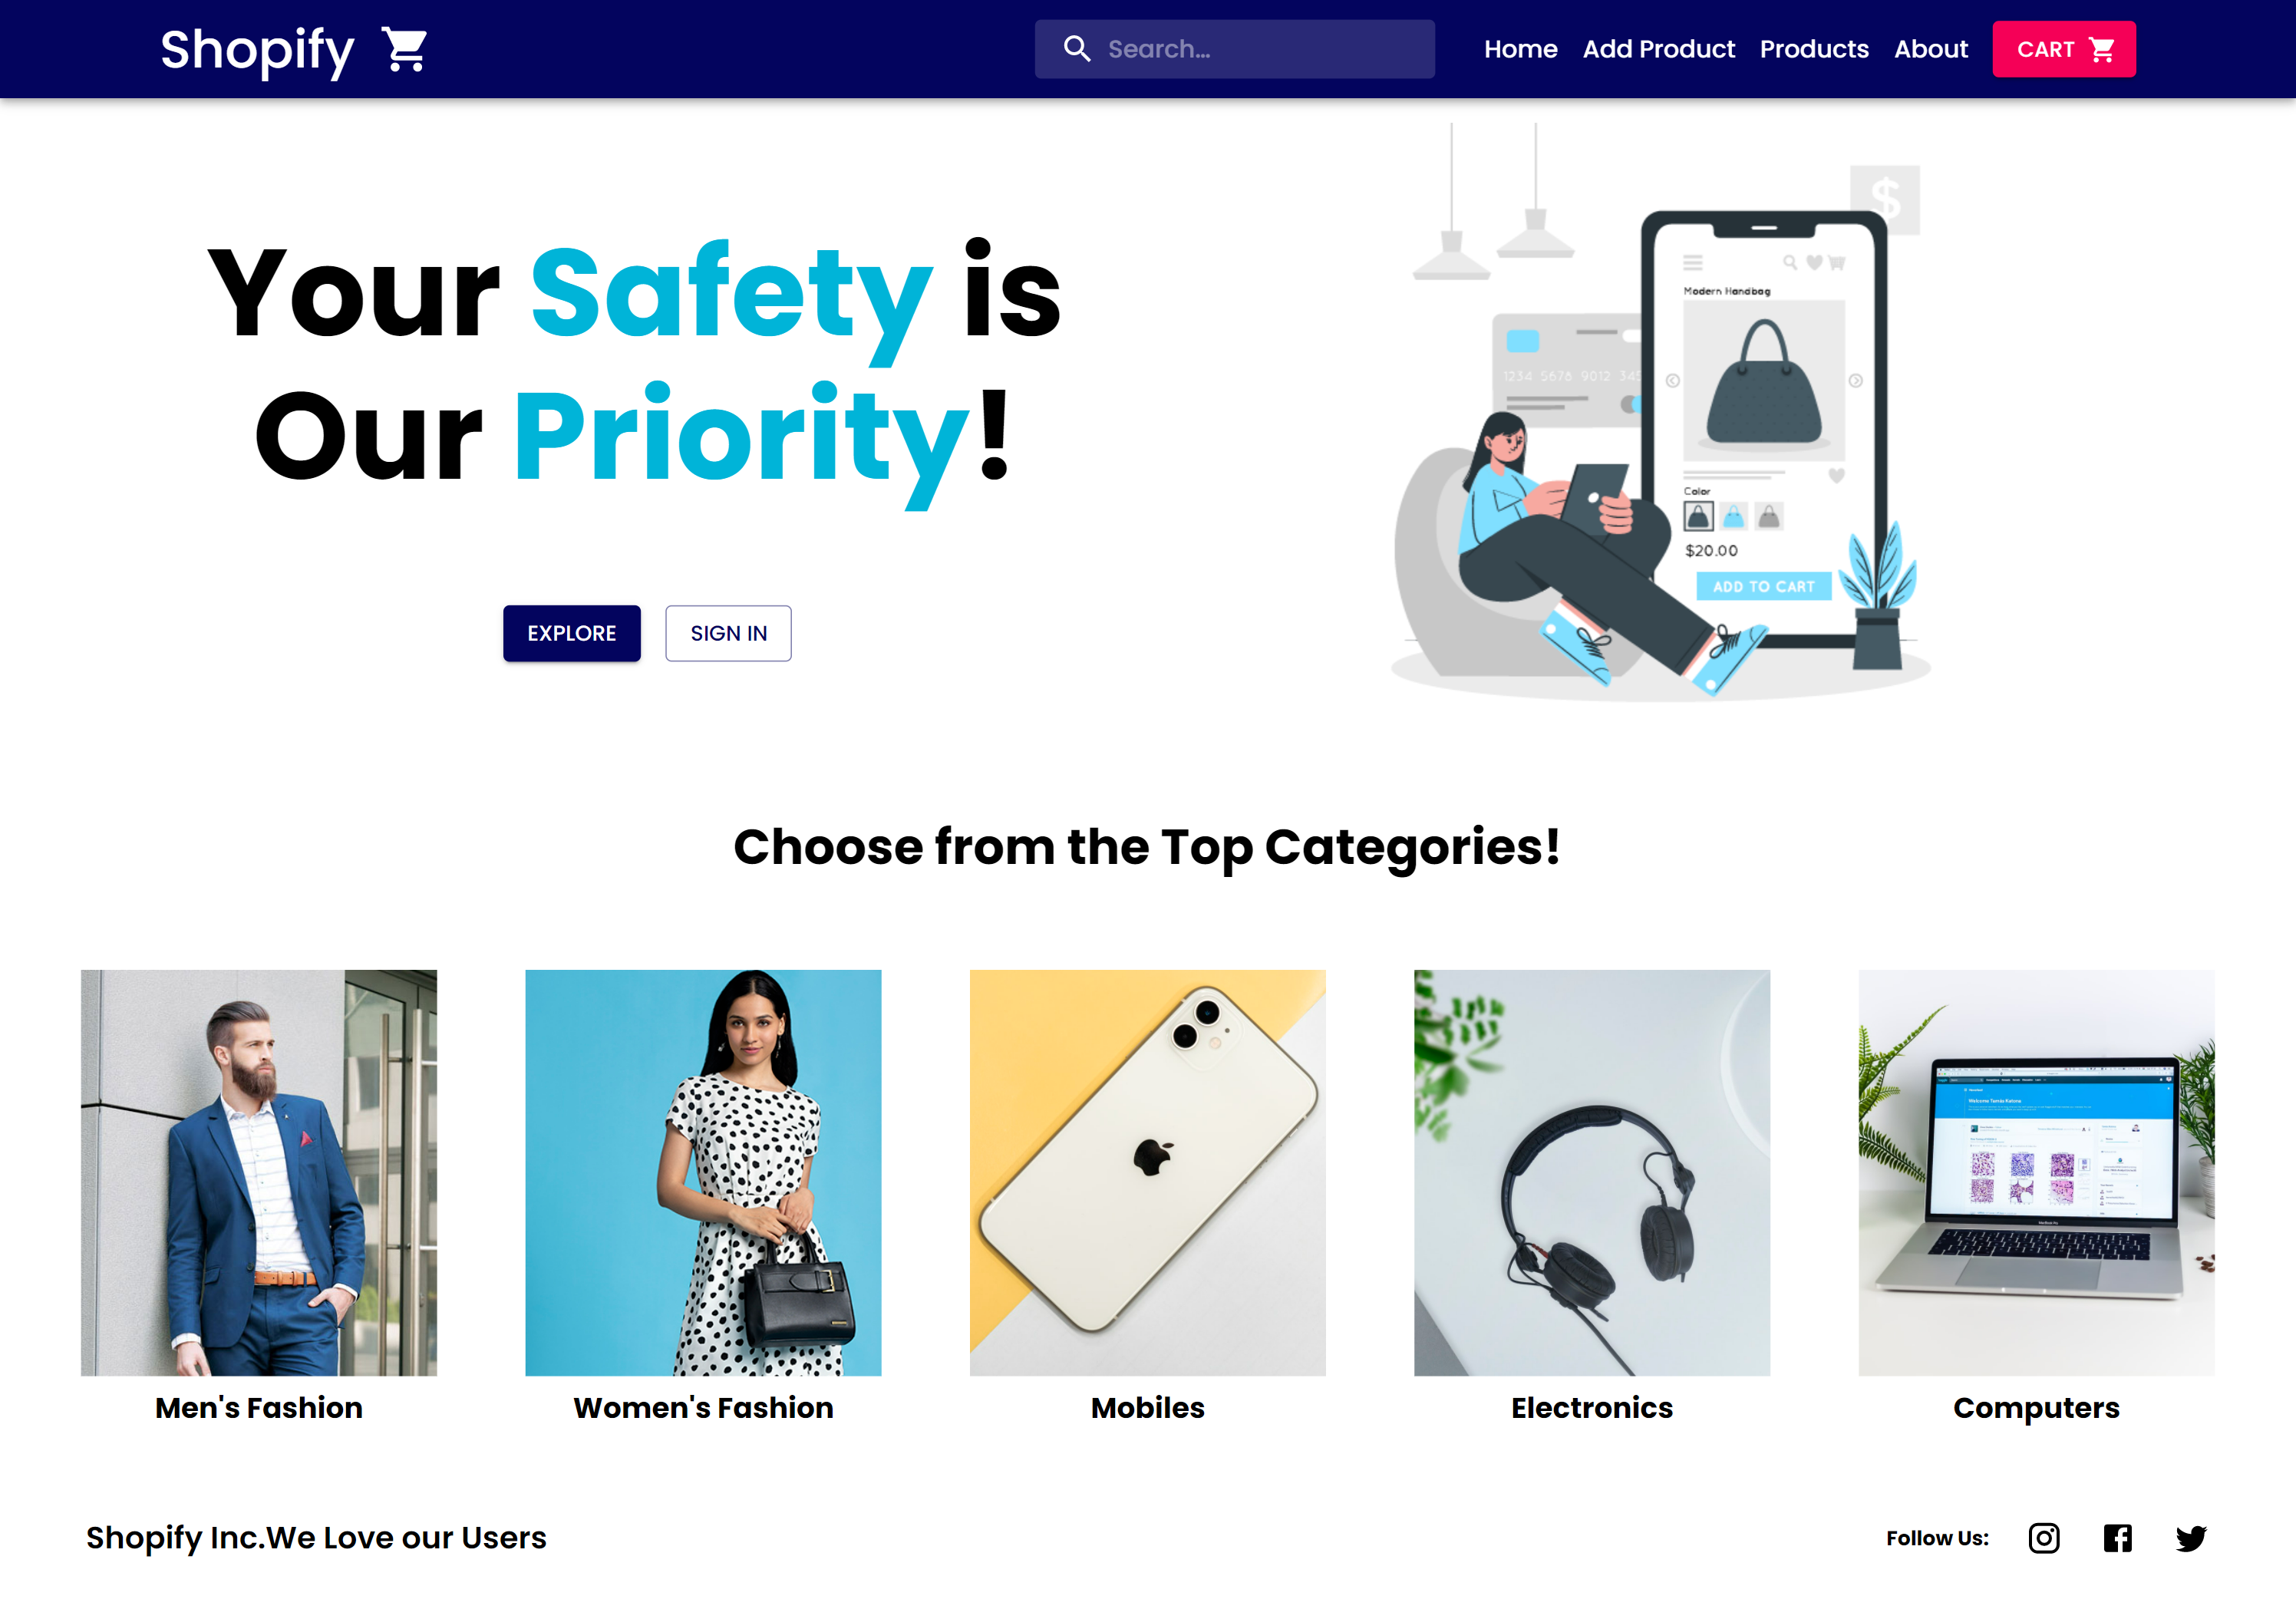 Shopify
Search...
Home
Add Product
Products
About
CART
Your Safety is
Our Priority!
EXPLORE
SIGN IN
$
Modern Handbag
1234 5678 9012 345
Color
$20.00
ADD TO CART
Choose from the Top Categories!
Men's Fashion
Women's Fashion
Mobiles
Electronics
Computers
Shopify Inc.We Love our Users
Follow Us: